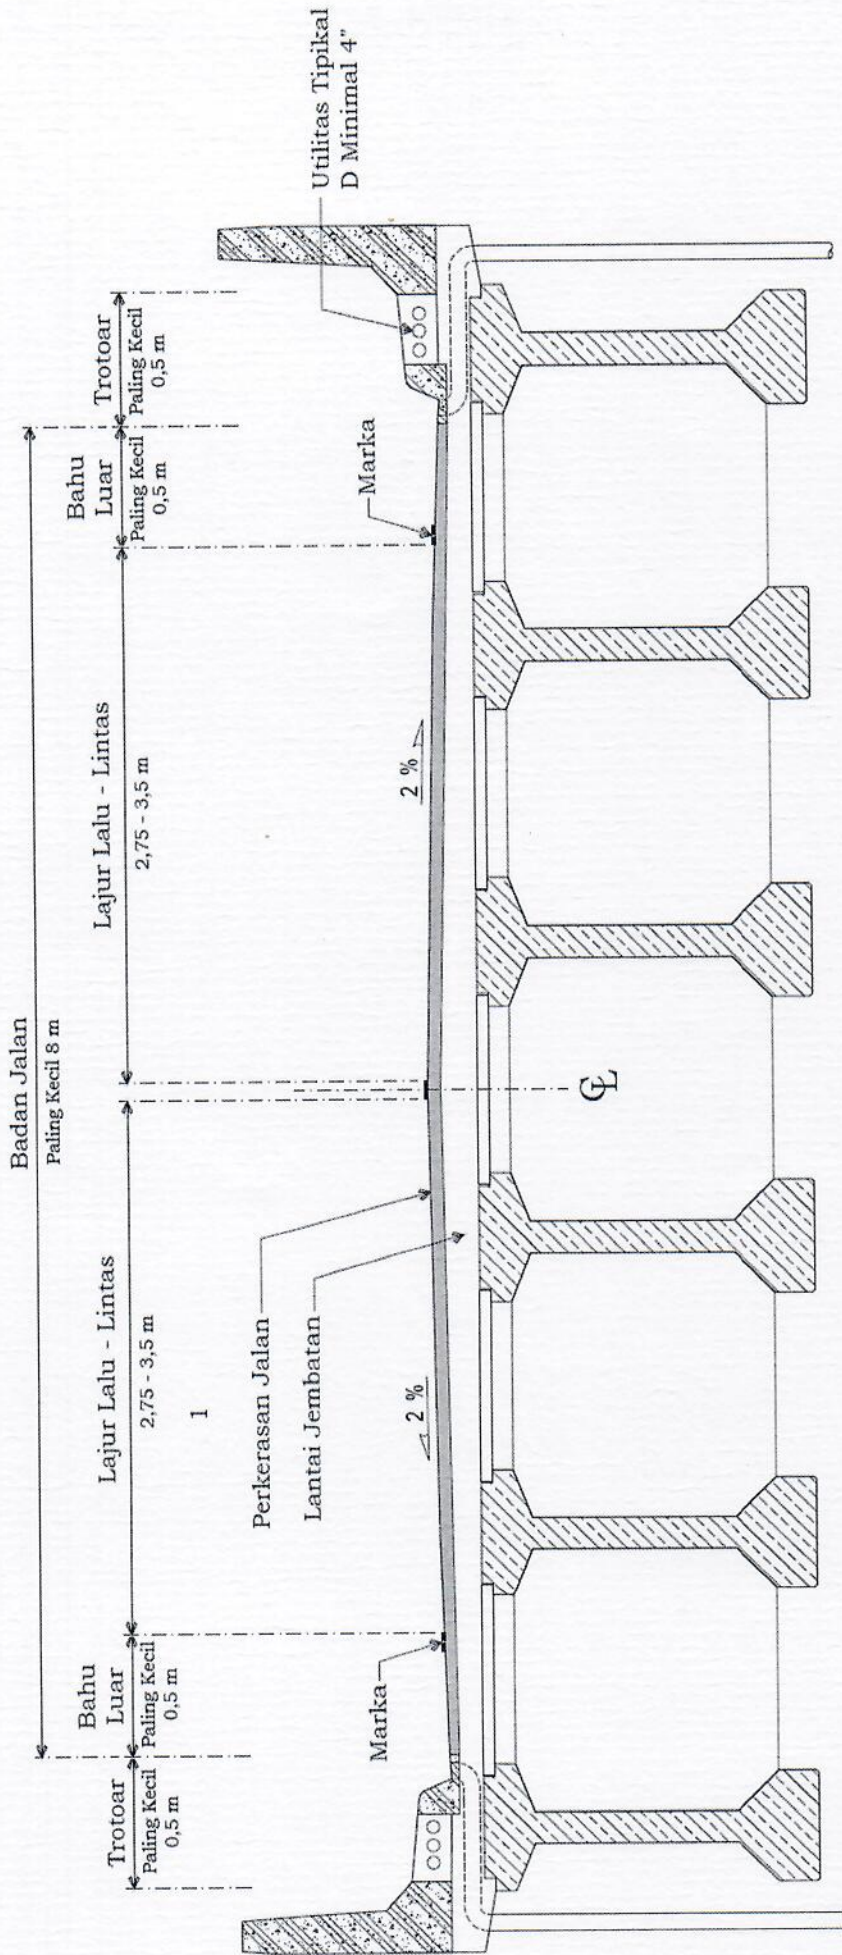 Badan Jalan
Paling Kecil 8 m
Trotoar
Paling Kecil
0,5 m
Bahu
Luar
Paling Kecil
0,5 m
Lajur Lalu - Lintas
2,75 - 3,5 m
1
Lajur Lalu - Lintas
2,75 - 3,5 m
Bahu
Luar
Paling Kecil
0,5 m
Trotoar
Paling Kecil
0,5 m
Utilitas Tipikal
D Minimal 4"
Perkerasan Jalan
Lantai Jembatan
Marka
Marka
2 %
2 %
CL